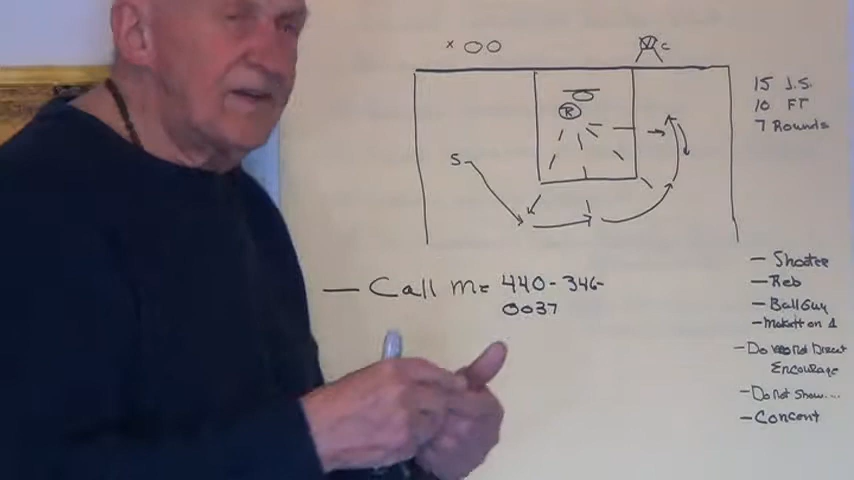 x OO
c
15 J.S.
10 FT
7 Rounds
R
S
— Shooter
— Call Me 440-346-
0037
— Reb
— Ball Guy
— Do Not Direct
Encourage
— Do Not Show...
— Concent